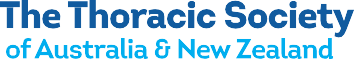 The Thoracic Society
of Australia & New Zealand